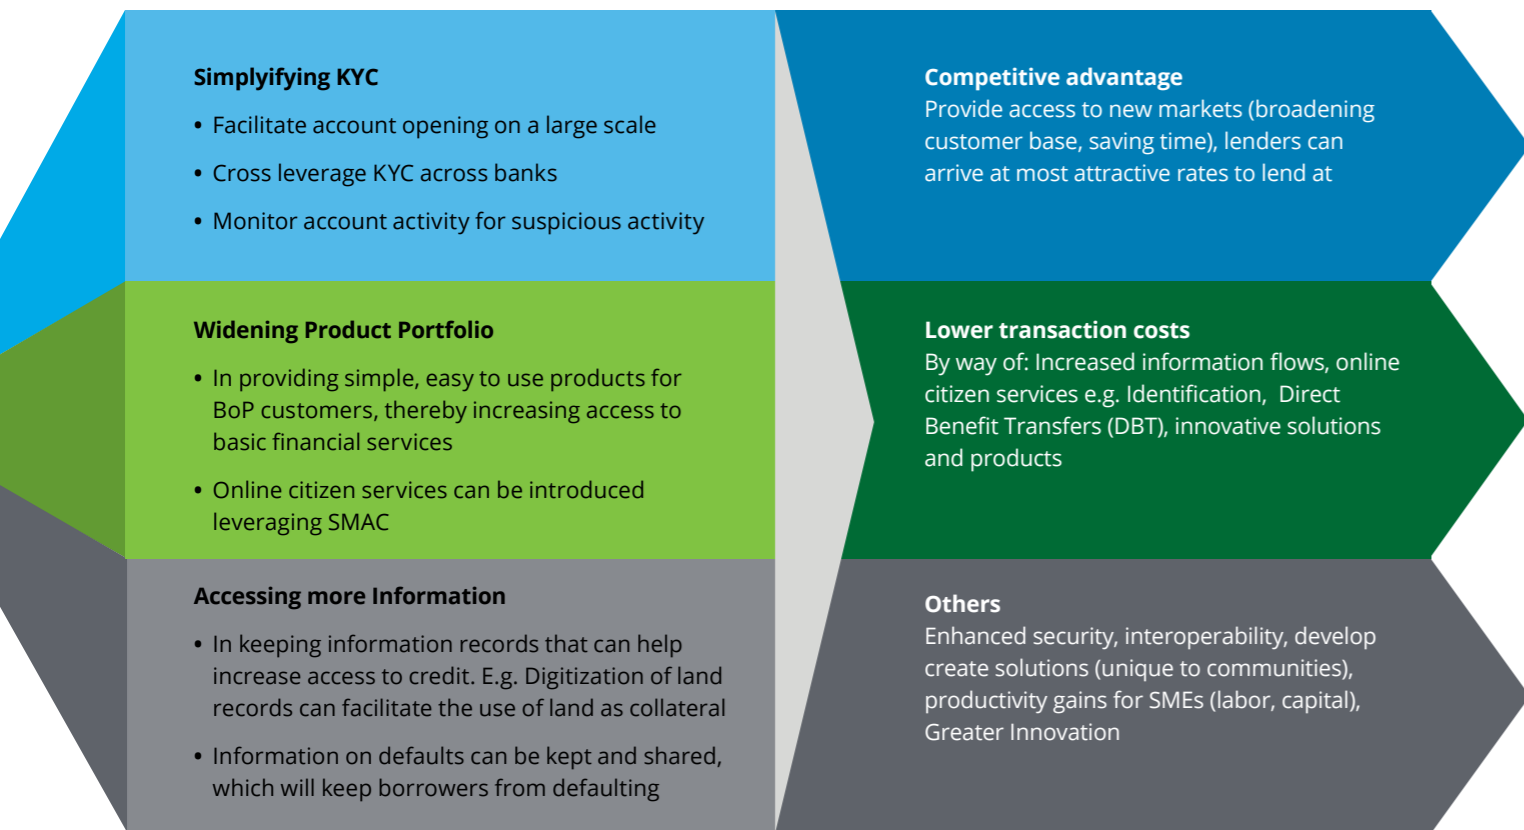 Simplyifying KYC
• Facilitate account opening on a large scale
• Cross leverage KYC across banks
• Monitor account activity for suspicious activity
Widening Product Portfolio
• In providing simple, easy to use products for
BoP customers, thereby increasing access to
basic financial services
• Online citizen services can be introduced
leveraging SMAC
Accessing more Information
• In keeping information records that can help
increase access to credit. E.g. Digitization of land
records can facilitate the use of land as collateral
• Information on defaults can be kept and shared,
which will keep borrowers from defaulting
Competitive advantage
Provide access to new markets (broadening
customer base, saving time), lenders can
arrive at most attractive rates to lend at
Lower transaction costs
By way of: Increased information flows, online
citizen services e.g. Identification, Direct
Benefit Transfers (DBT), innovative solutions
and products
Others
Enhanced security, interoperability, develop
create solutions (unique to communities),
productivity gains for SMEs (labor, capital),
Greater Innovation